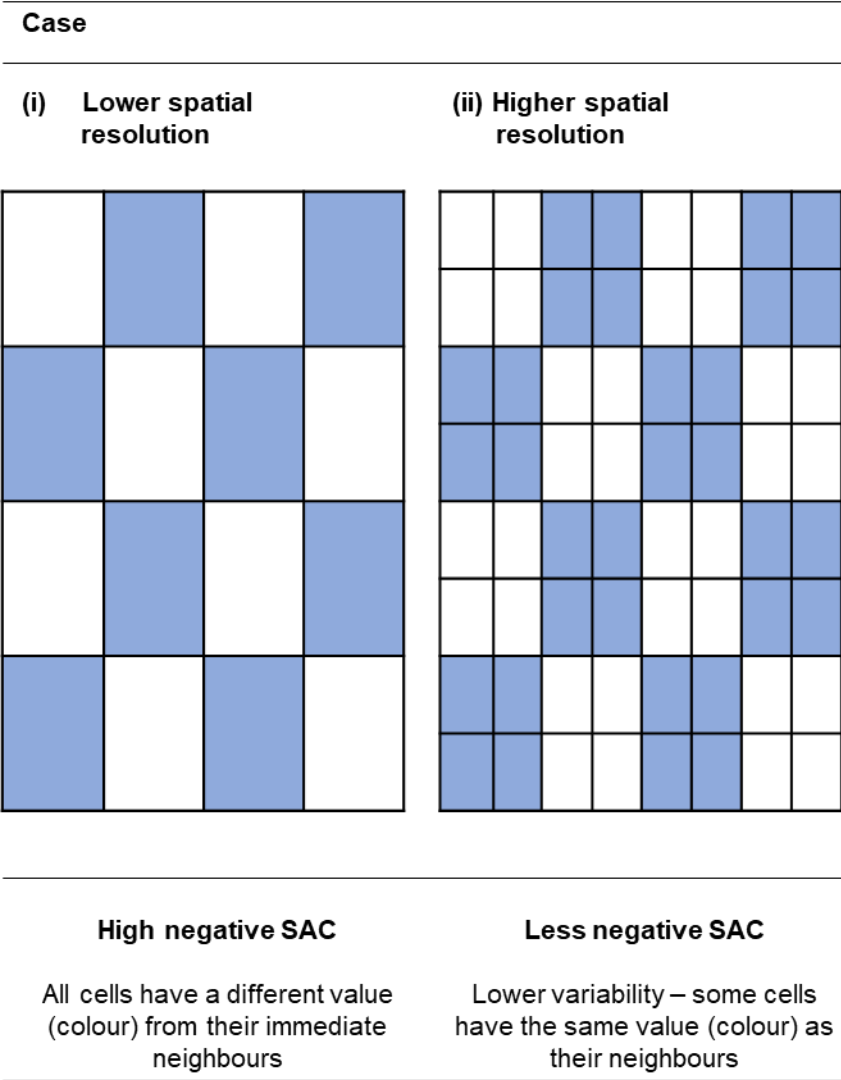 Case
(i) Lower spatial
resolution
(ii) Higher spatial
resolution
High negative SAC
All cells have a different value
(colour) from their immediate
neighbours
Less negative SAC
Lower variability – some cells
have the same value (colour) as
their neighbours